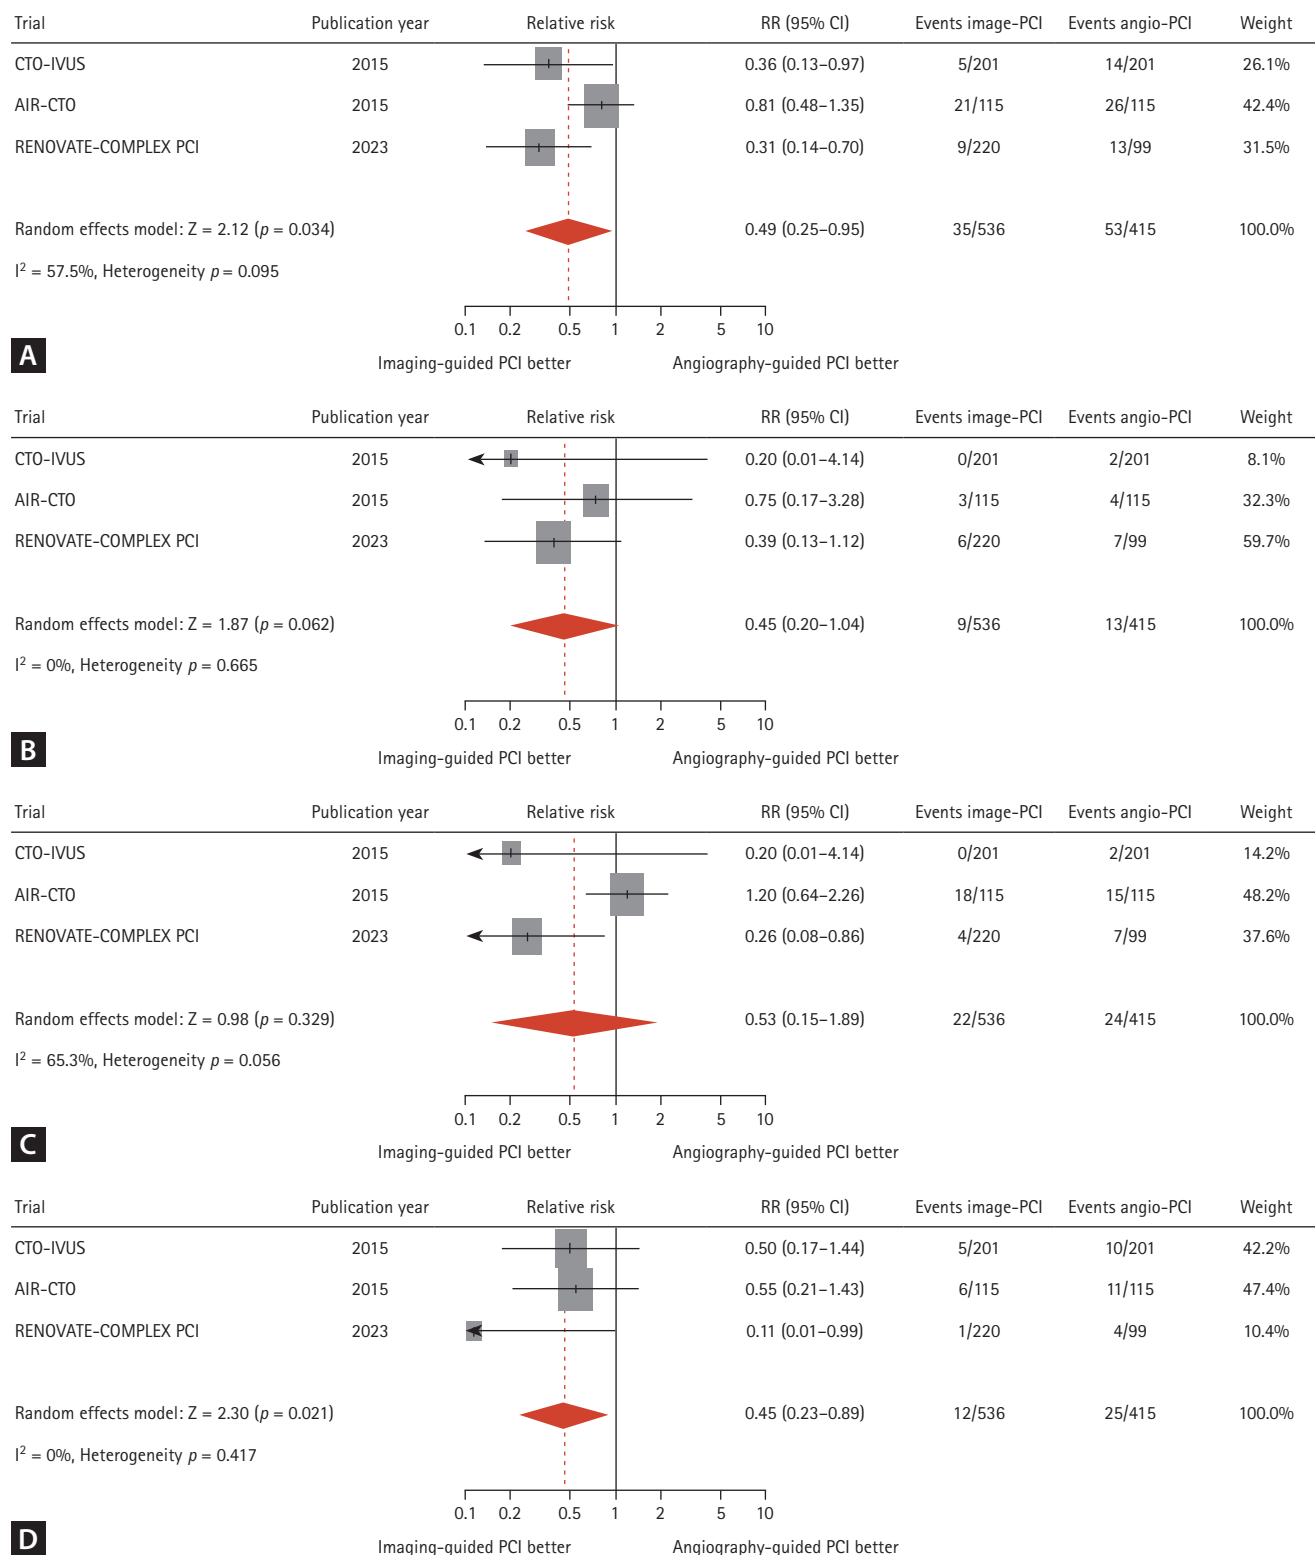 Trial Publication year Relative risk RR (95% CI) Events image-PCI Events angio-PCI Weight
CTO-IVUS 2015 0.36 (0.13–0.97) 5/201 14/201 26.1%
AIR-CTO 2015 0.81 (0.48–1.35) 21/115 26/115 42.4%
RENOVATE-COMPLEX PCI 2023 0.31 (0.14–0.70) 9/220 13/99 31.5%
Random effects model: Z = 2.12 (p = 0.034) 0.49 (0.25–0.95) 35/536 53/415 100.0%
I² = 57.5%, Heterogeneity p = 0.095
0.1 0.2 0.5 1 2 5 10
A Imaging-guided PCI better Angiography-guided PCI better
Trial Publication year Relative risk RR (95% CI) Events image-PCI Events angio-PCI Weight
CTO-IVUS 2015 0.20 (0.01–4.14) 0/201 2/201 8.1%
AIR-CTO 2015 0.75 (0.17–3.28) 3/115 4/115 32.3%
RENOVATE-COMPLEX PCI 2023 0.39 (0.13–1.12) 6/220 7/99 59.7%
Random effects model: Z = 1.87 (p = 0.062) 0.45 (0.20–1.04) 9/536 13/415 100.0%
I² = 0%, Heterogeneity p = 0.665
0.1 0.2 0.5 1 2 5 10
B Imaging-guided PCI better Angiography-guided PCI better
Trial Publication year Relative risk RR (95% CI) Events image-PCI Events angio-PCI Weight
CTO-IVUS 2015 0.20 (0.01–4.14) 0/201 2/201 14.2%
AIR-CTO 2015 1.20 (0.64–2.26) 18/115 15/115 48.2%
RENOVATE-COMPLEX PCI 2023 0.26 (0.08–0.86) 4/220 7/99 37.6%
Random effects model: Z = 0.98 (p = 0.329) 0.53 (0.15–1.89) 22/536 24/415 100.0%
I² = 65.3%, Heterogeneity p = 0.056
0.1 0.2 0.5 1 2 5 10
C Imaging-guided PCI better Angiography-guided PCI better
Trial Publication year Relative risk RR (95% CI) Events image-PCI Events angio-PCI Weight
CTO-IVUS 2015 0.50 (0.17–1.44) 5/201 10/201 42.2%
AIR-CTO 2015 0.55 (0.21–1.43) 6/115 11/115 47.4%
RENOVATE-COMPLEX PCI 2023 0.11 (0.01–0.99) 1/220 4/99 10.4%
Random effects model: Z = 2.30 (p = 0.021) 0.45 (0.23–0.89) 12/536 25/415 100.0%
I² = 0%, Heterogeneity p = 0.417
0.1 0.2 0.5 1 2 5 10
D Imaging-guided PCI better Angiography-guided PCI better